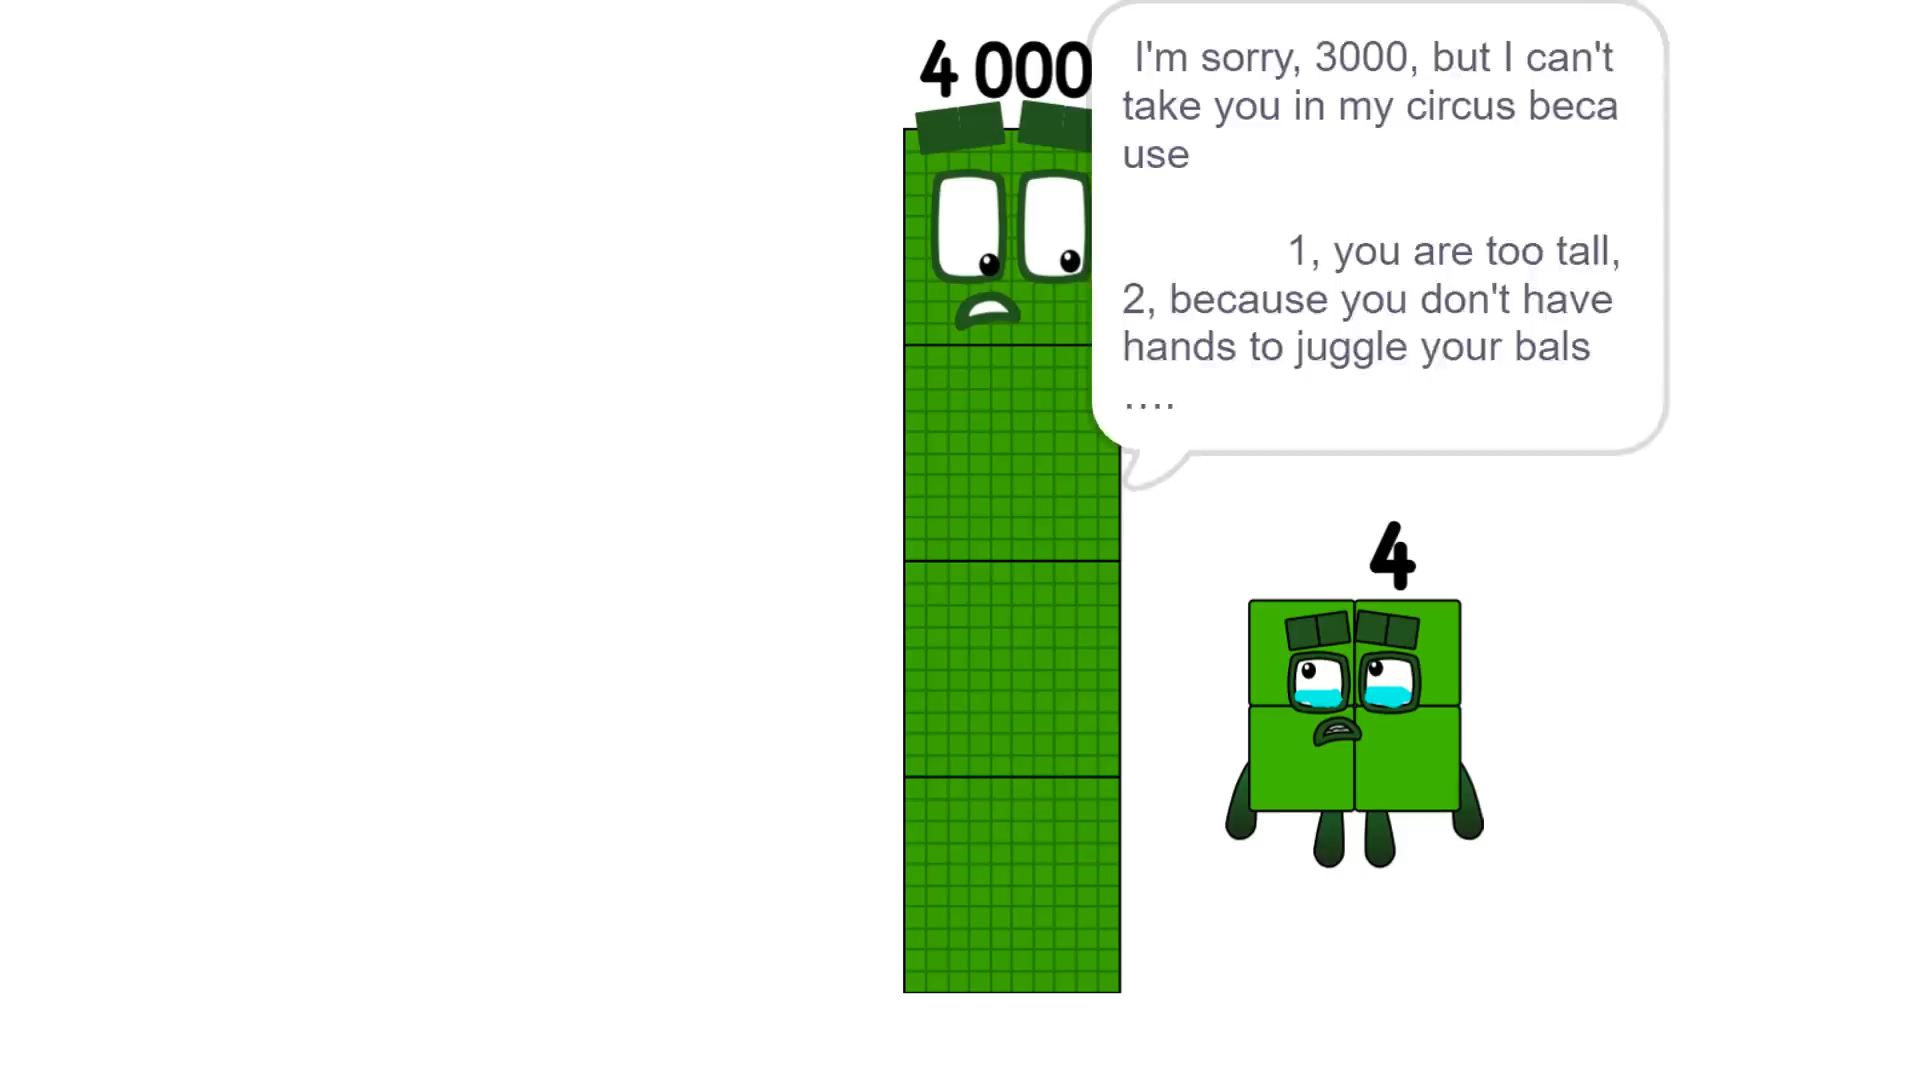 4 000
I'm sorry, 3000, but I can't
take you in my circus beca
use
1, you are too tall,
2, because you don't have
hands to juggle your bals
....
4